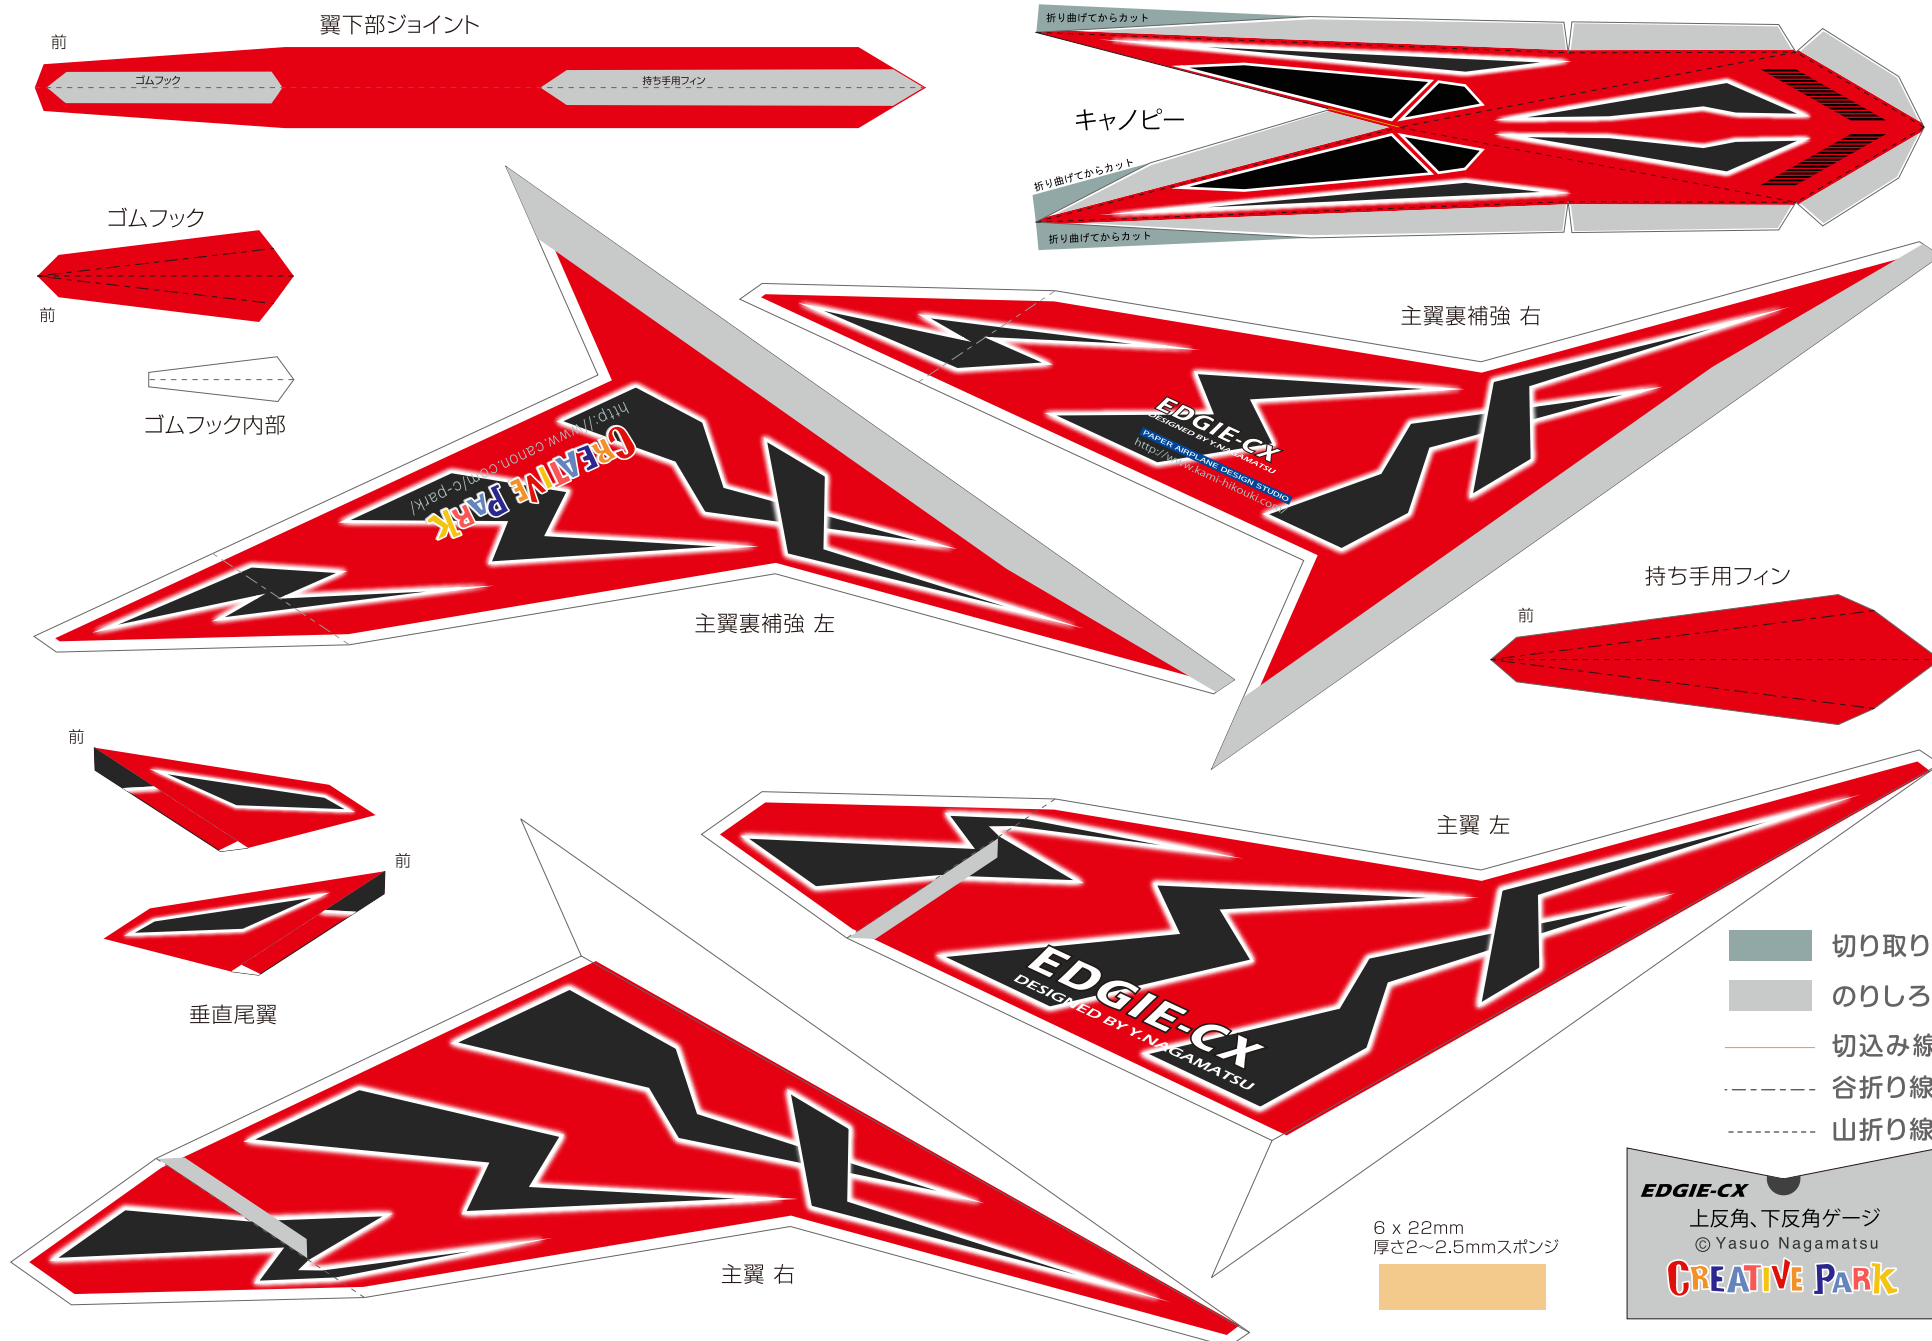 翼下部ジョイント
前
ゴムフック
持ち手用フィン
折り曲げてからカット
キャノピー
折り曲げてからカット
折り曲げてからカット
ゴムフック
前
ゴムフック内部
http://www.canon.com/c-park/
CREATIVE PARK
主翼裏補強 左
主翼裏補強 右
EDGIE-CX
DESIGNED BY Y.NAGAMATSU
PAPER AIRPLANE DESIGN STUDIO
http://www.kami-hikouki.com/
持ち手用フィン
前
前
前
垂直尾翼
主翼 左
EDGIE-CX
DESIGNED BY Y.NAGAMATSU
主翼 右
切り取り
のりしろ
切込み線
谷折り線
山折り線
6 x 22mm
厚さ2〜2.5mmスポンジ
EDGIE-CX
上反角、下反角ゲージ
© Yasuo Nagamatsu
CREATIVE PARK